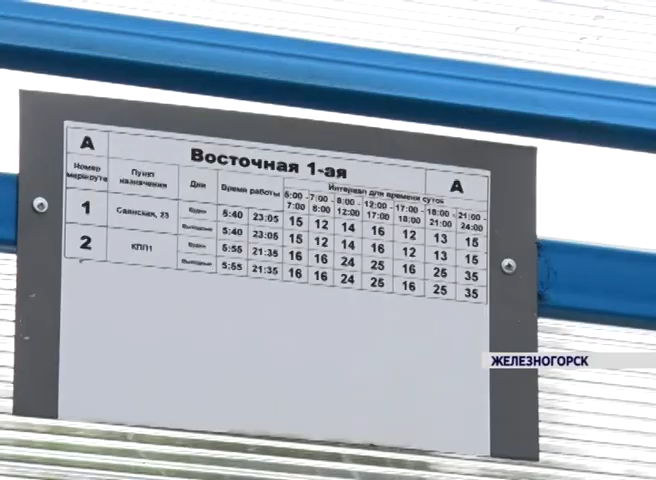 А Восточная 1-ая А
Номер маршрута Пункт назначения Дни Время работы Интервал для времени суток
6:00 - 7:00 7:00 - 8:00 8:00 - 12:00 12:00 - 17:00 17:00 - 18:00 18:00 - 21:00 21:00 - 24:00
1 23 Будни 5:40 23:05 15 12 14 16 12 13 15
Выходные 5:40 23:05 15 12 14 16 12 13 15
2 КПП1 Будни 5:55 21:35 16 16 24 25 16 25 35
Выходные 5:55 21:35 16 16 24 25 16 25 35
ЖЕЛЕЗНОГОРСК